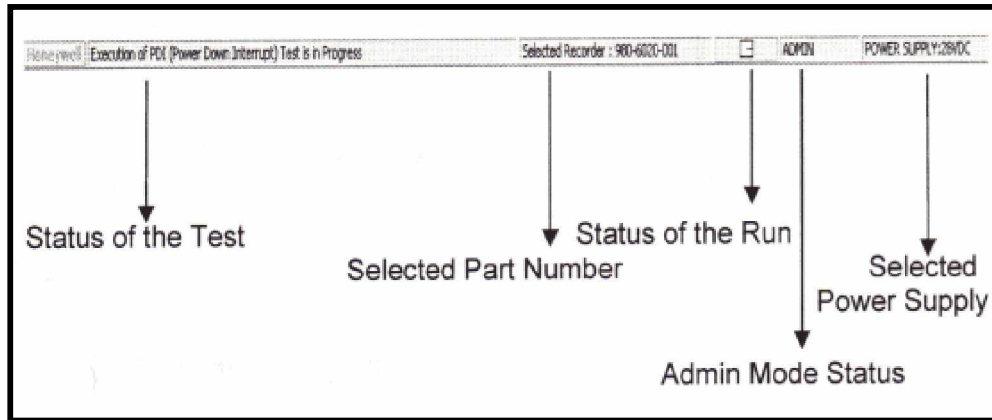 Honeywell Execution of PDI (Power Down Interrupt) Test is in Progress Selected Recorder : 980-6020-001 ADMIN POWER SUPPLY:28VDC
Status of the Test
Selected Part Number
Status of the Run
Selected
Power Supply
Admin Mode Status